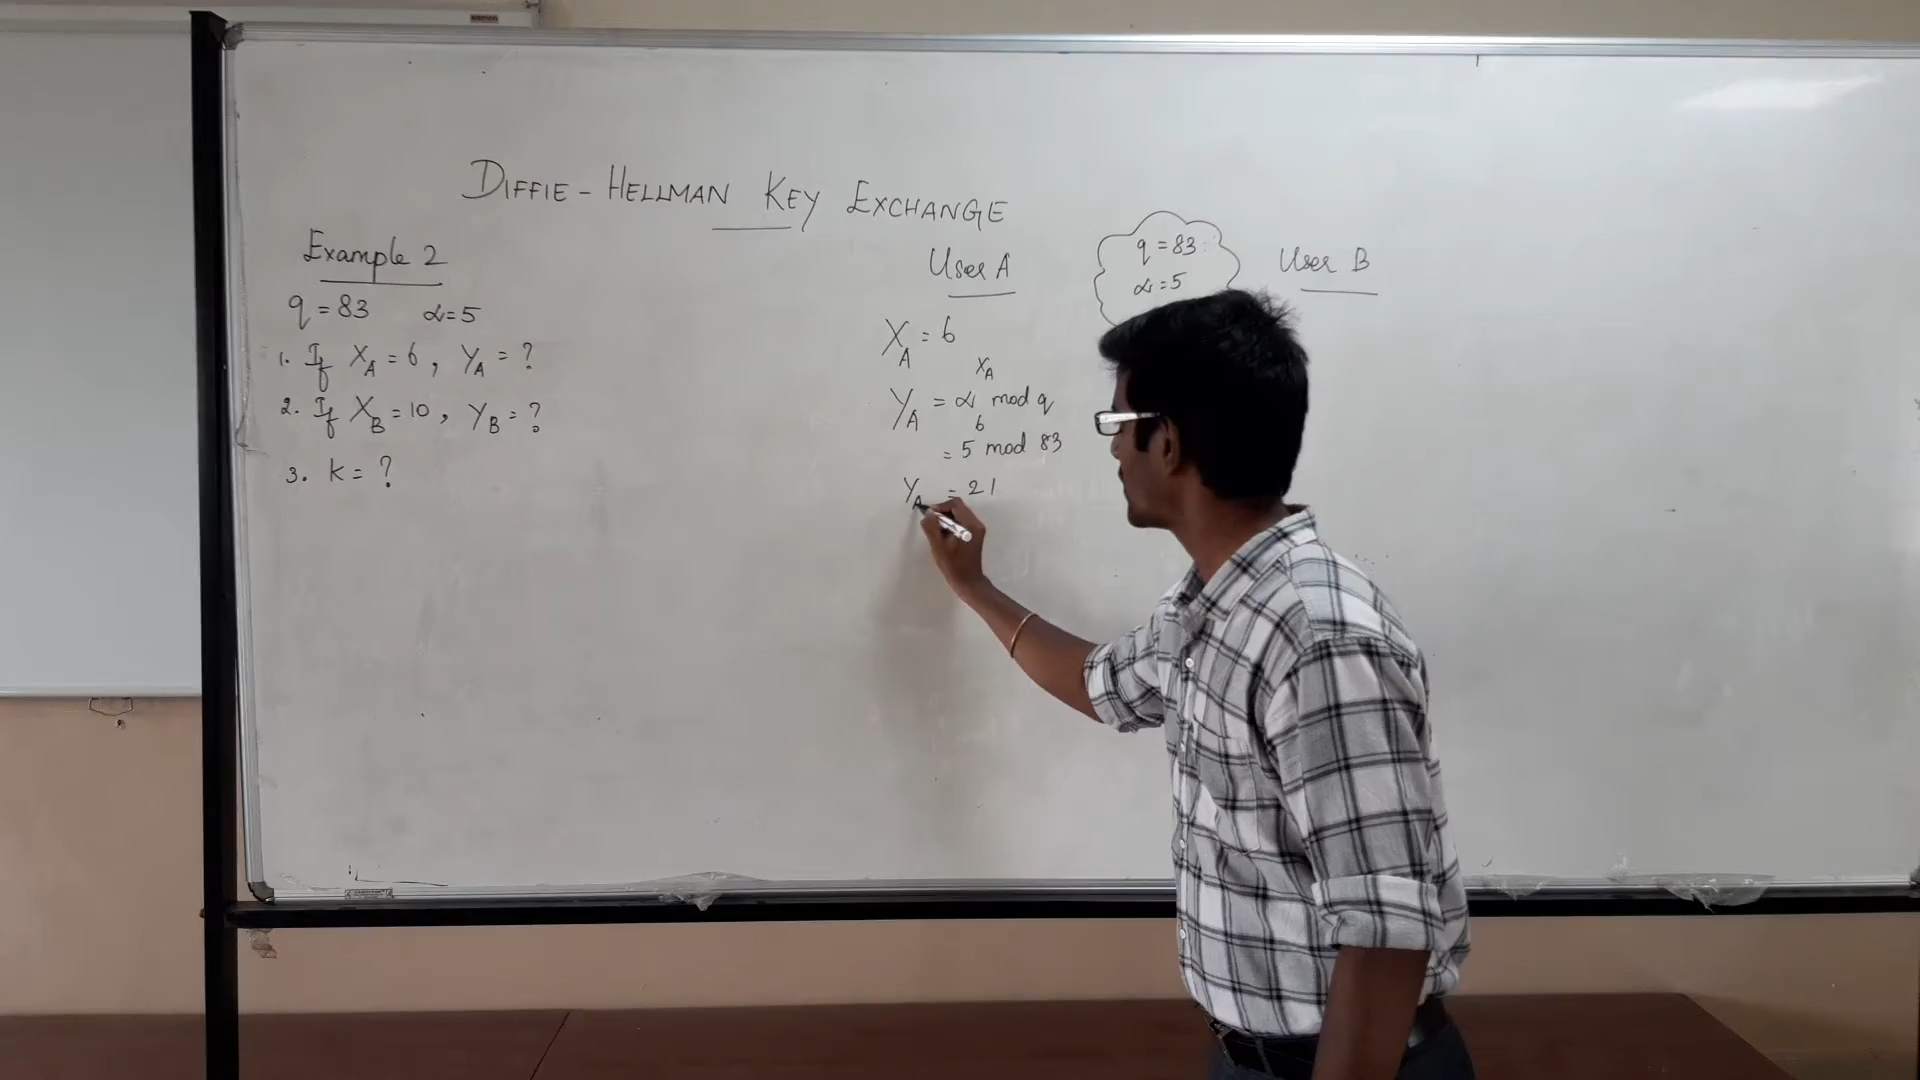 DIFFIE-HELLMAN KEY EXCHANGE
Example 2
q = 83 α=5
1. If X_A = 6, Y_A = ?
2. If X_B = 10, Y_B = ?
3. K = ?
User A
X_A = 6
Y_A = α^X_A mod q
= 5^6 mod 83
Y_A = 21
q = 83
α = 5
User B